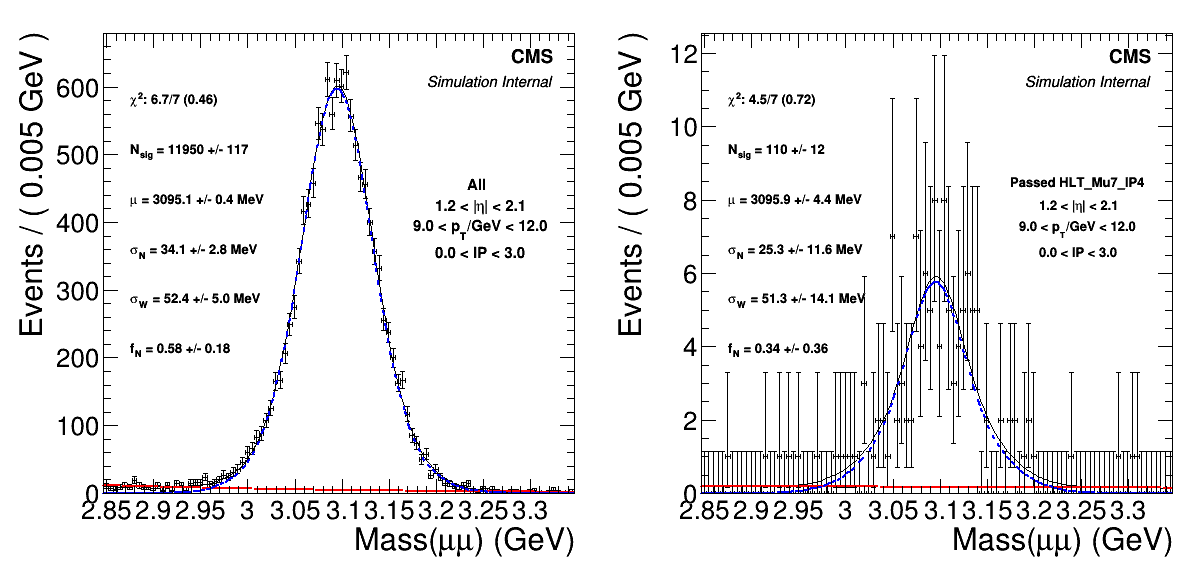 CMS
Simulation Internal
χ²: 6.7/7 (0.46)
N_sig = 11950 +/- 117
μ = 3095.1 +/- 0.4 MeV
σ_N = 34.1 +/- 2.8 MeV
σ_W = 52.4 +/- 5.0 MeV
f_N = 0.58 +/- 0.18
All
1.2 < |η| < 2.1
9.0 < p_T/GeV < 12.0
0.0 < IP < 3.0
Events / ( 0.005 GeV )
600
500
400
300
200
100
0
2.85 2.9 2.95 3 3.05 3.1 3.15 3.2 3.25 3.3
Mass(μμ) (GeV)
CMS
Simulation Internal
χ²: 4.5/7 (0.72)
N_sig = 110 +/- 12
μ = 3095.9 +/- 4.4 MeV
σ_N = 25.3 +/- 11.6 MeV
σ_W = 51.3 +/- 14.1 MeV
f_N = 0.34 +/- 0.36
Passed HLT_Mu7_IP4
1.2 < |η| < 2.1
9.0 < p_T/GeV < 12.0
0.0 < IP < 3.0
Events / ( 0.005 GeV )
12
10
8
6
4
2
0
2.85 2.9 2.95 3 3.05 3.1 3.15 3.2 3.25 3.3
Mass(μμ) (GeV)